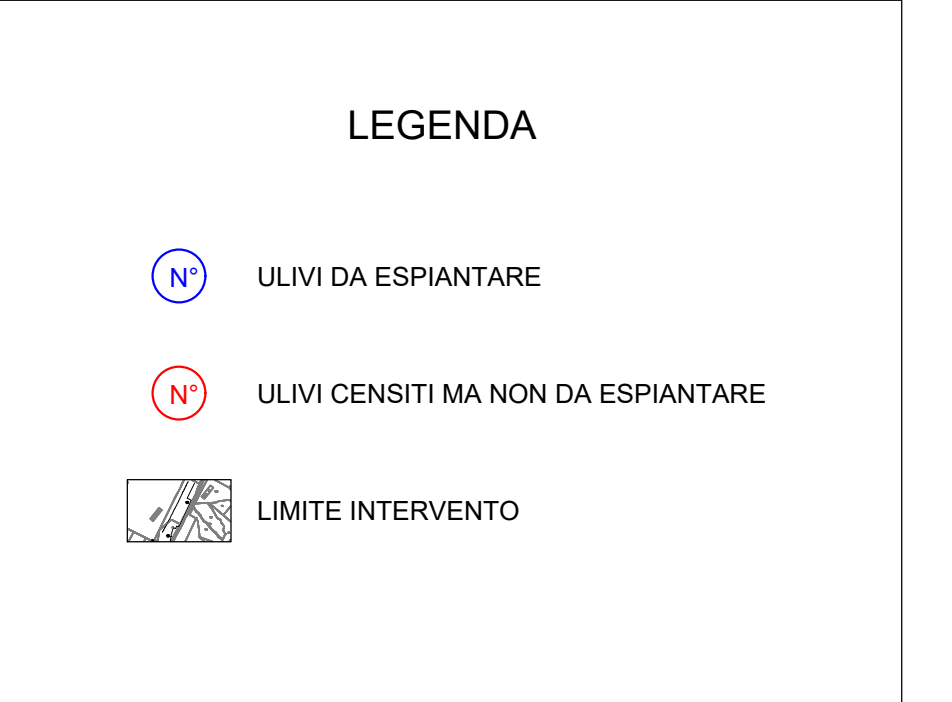 LEGENDA
N° ULIVI DA ESPIANTARE
N° ULIVI CENSITI MA NON DA ESPIANTARE
LIMITE INTERVENTO